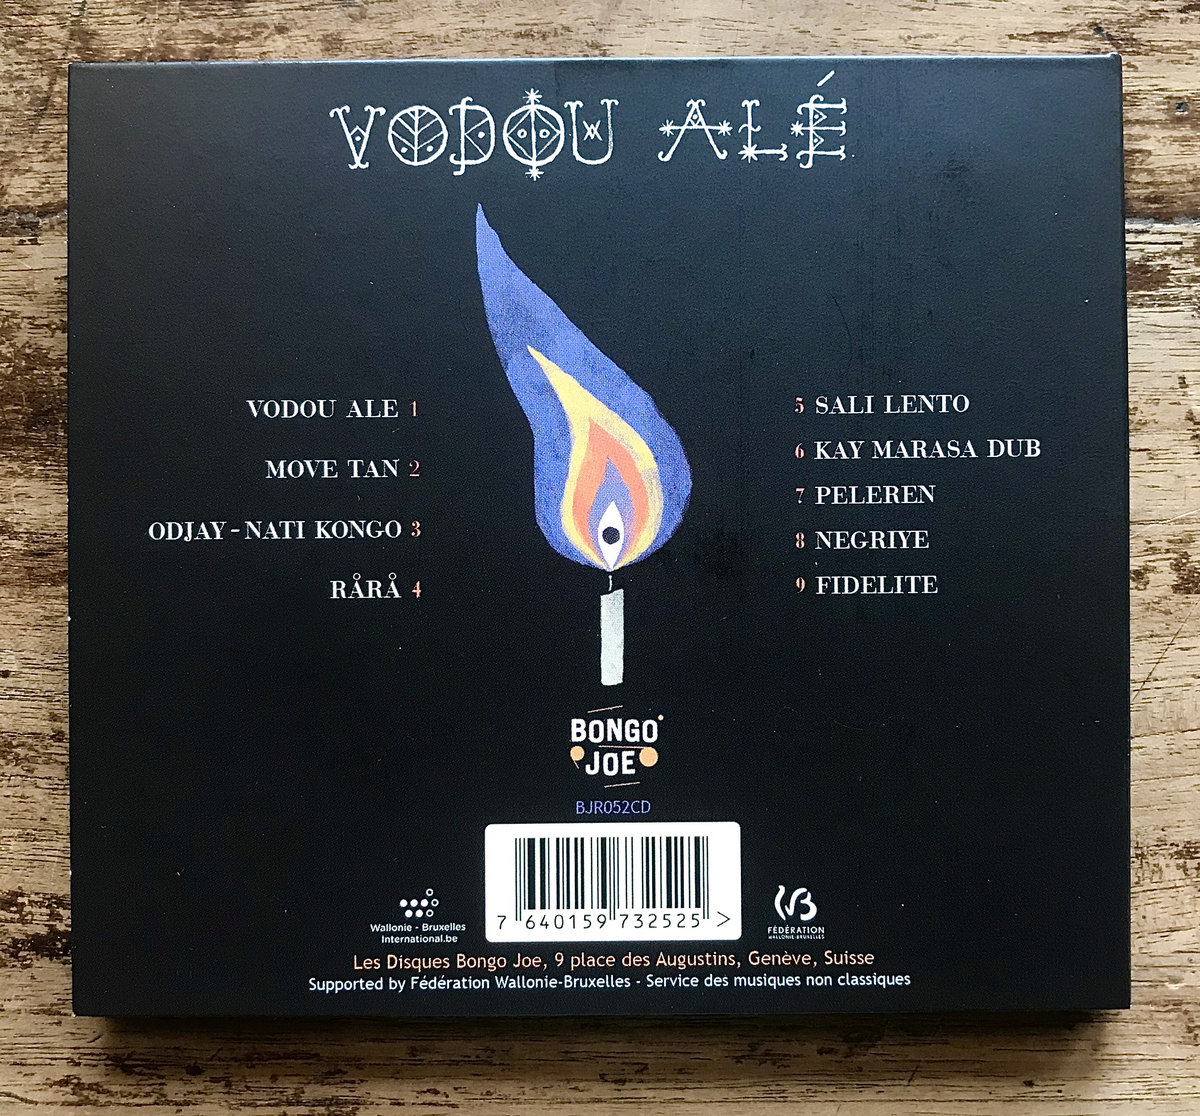 VODOU ALÉ
VODOU ALE 1
MOVE TAN 2
ODJAY - NATI KONGO 3
RÅRÅ 4
5 SALI LENTO
6 KAY MARASA DUB
7 PELEREN
8 NEGRIYE
9 FIDELITE
BONGO
JOE
BJR052CD
7 640159 732525 >
Wallonie - Bruxelles
International.be
FÉDÉRATION
WALLONIE-BRUXELLES
Les Disques Bongo Joe, 9 place des Augustins, Genève, Suisse
Supported by Fédération Wallonie-Bruxelles - Service des musiques non classiques